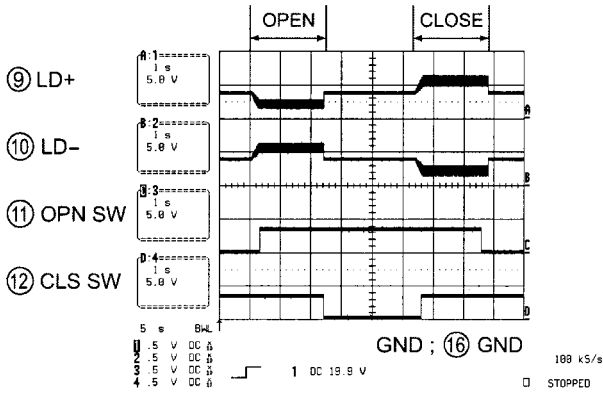 OPEN CLOSE
A:1
1 s
5.0 V
⑨ LD+
A
B:2
1 s
5.0 V
⑩ LD−
B
3
1 s
5.0 V
⑪ OPN SW
C
D:4
1 s
5.0 V
⑫ CLS SW
D
5 s BWL
1 .5 V DC
2 .5 V DC
3 .5 V DC
4 .5 V DC
GND ; ⑯ GND
1 DC 19.9 V
100 kS/s
STOPPED